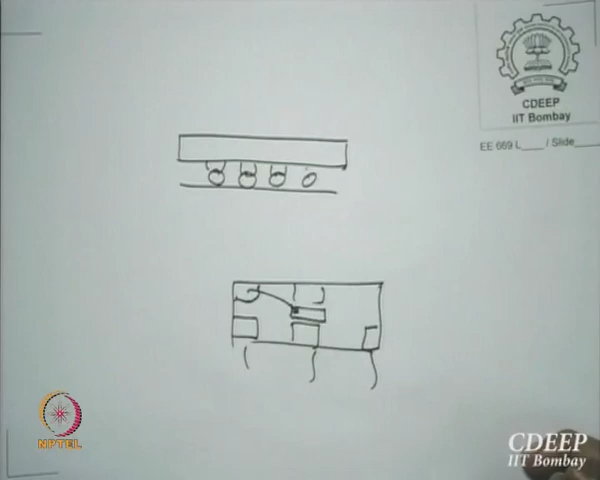 CDEEP
IIT Bombay
EE 669 L____ / Slide____
NPTEL
CDEEP
IIT Bombay